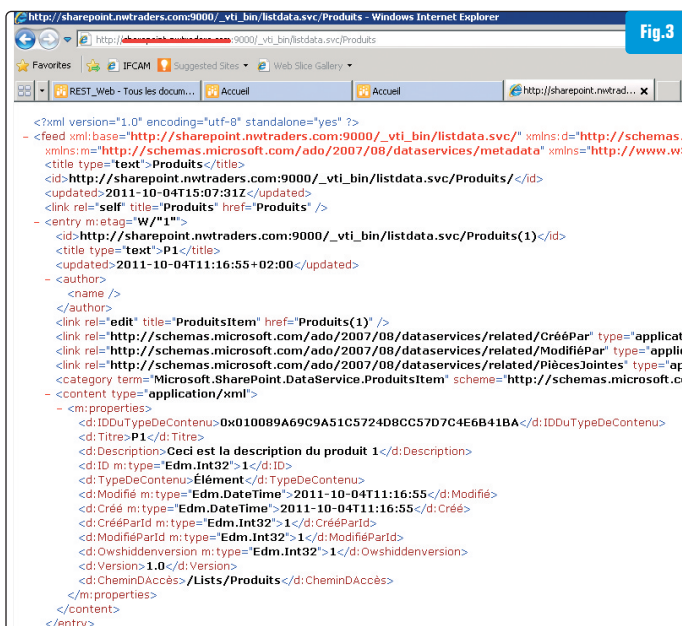 http://sharepoint.nwtraders.com:9000/_vti_bin/listdata.svc/Produits - Windows Internet Explorer
Fig.3
http:// :9000/_vti_bin/listdata.svc/Produits
Favorites IFCAM Suggested Sites Web Slice Gallery
REST_Web - Tous les docum... Accueil Accueil http://sharepoint.nwtrad... x
<?xml version="1.0" encoding="utf-8" standalone="yes" ?>
- <feed xml:base="http://sharepoint.nwtraders.com:9000/_vti_bin/listdata.svc/" xmlns:d="http://schemas.
xmlns:m="http://schemas.microsoft.com/ado/2007/08/dataservices/metadata" xmlns="http://www.w3
<title type="text">Produits</title>
<id>http://sharepoint.nwtraders.com:9000/_vti_bin/listdata.svc/Produits/</id>
<updated>2011-10-04T15:07:31Z</updated>
<link rel="self" title="Produits" href="Produits" />
- <entry m:etag="W/"1"">
<id>http://sharepoint.nwtraders.com:9000/_vti_bin/listdata.svc/Produits(1)</id>
<title type="text">P1</title>
<updated>2011-10-04T11:16:55+02:00</updated>
- <author>
<name />
</author>
<link rel="edit" title="ProduitsItem" href="Produits(1)" />
<link rel="http://schemas.microsoft.com/ado/2007/08/dataservices/related/CrééPar" type="applicat
<link rel="http://schemas.microsoft.com/ado/2007/08/dataservices/related/ModifiéPar" type="appli
<link rel="http://schemas.microsoft.com/ado/2007/08/dataservices/related/PiècesJointes" type="ap
<category term="Microsoft.SharePoint.DataService.ProduitsItem" scheme="http://schemas.microsoft.c
- <content type="application/xml">
- <m:properties>
<d:IDDuTypeDeContenu>0x010089A69C9A51C5724D8CC57D7C4E6B41BA</d:IDDuTypeDeContenu>
<d:Titre>P1</d:Titre>
<d:Description>Ceci est la description du produit 1</d:Description>
<d:ID m:type="Edm.Int32">1</d:ID>
<d:TypeDeContenu>Élément</d:TypeDeContenu>
<d:Modifié m:type="Edm.DateTime">2011-10-04T11:16:55</d:Modifié>
<d:Créé m:type="Edm.DateTime">2011-10-04T11:16:55</d:Créé>
<d:CrééParId m:type="Edm.Int32">1</d:CrééParId>
<d:ModifiéParId m:type="Edm.Int32">1</d:ModifiéParId>
<d:Owshiddenversion m:type="Edm.Int32">1</d:Owshiddenversion>
<d:Version>1.0</d:Version>
<d:CheminDAccès>/Lists/Produits</d:CheminDAccès>
</m:properties>
</content>
</entry>